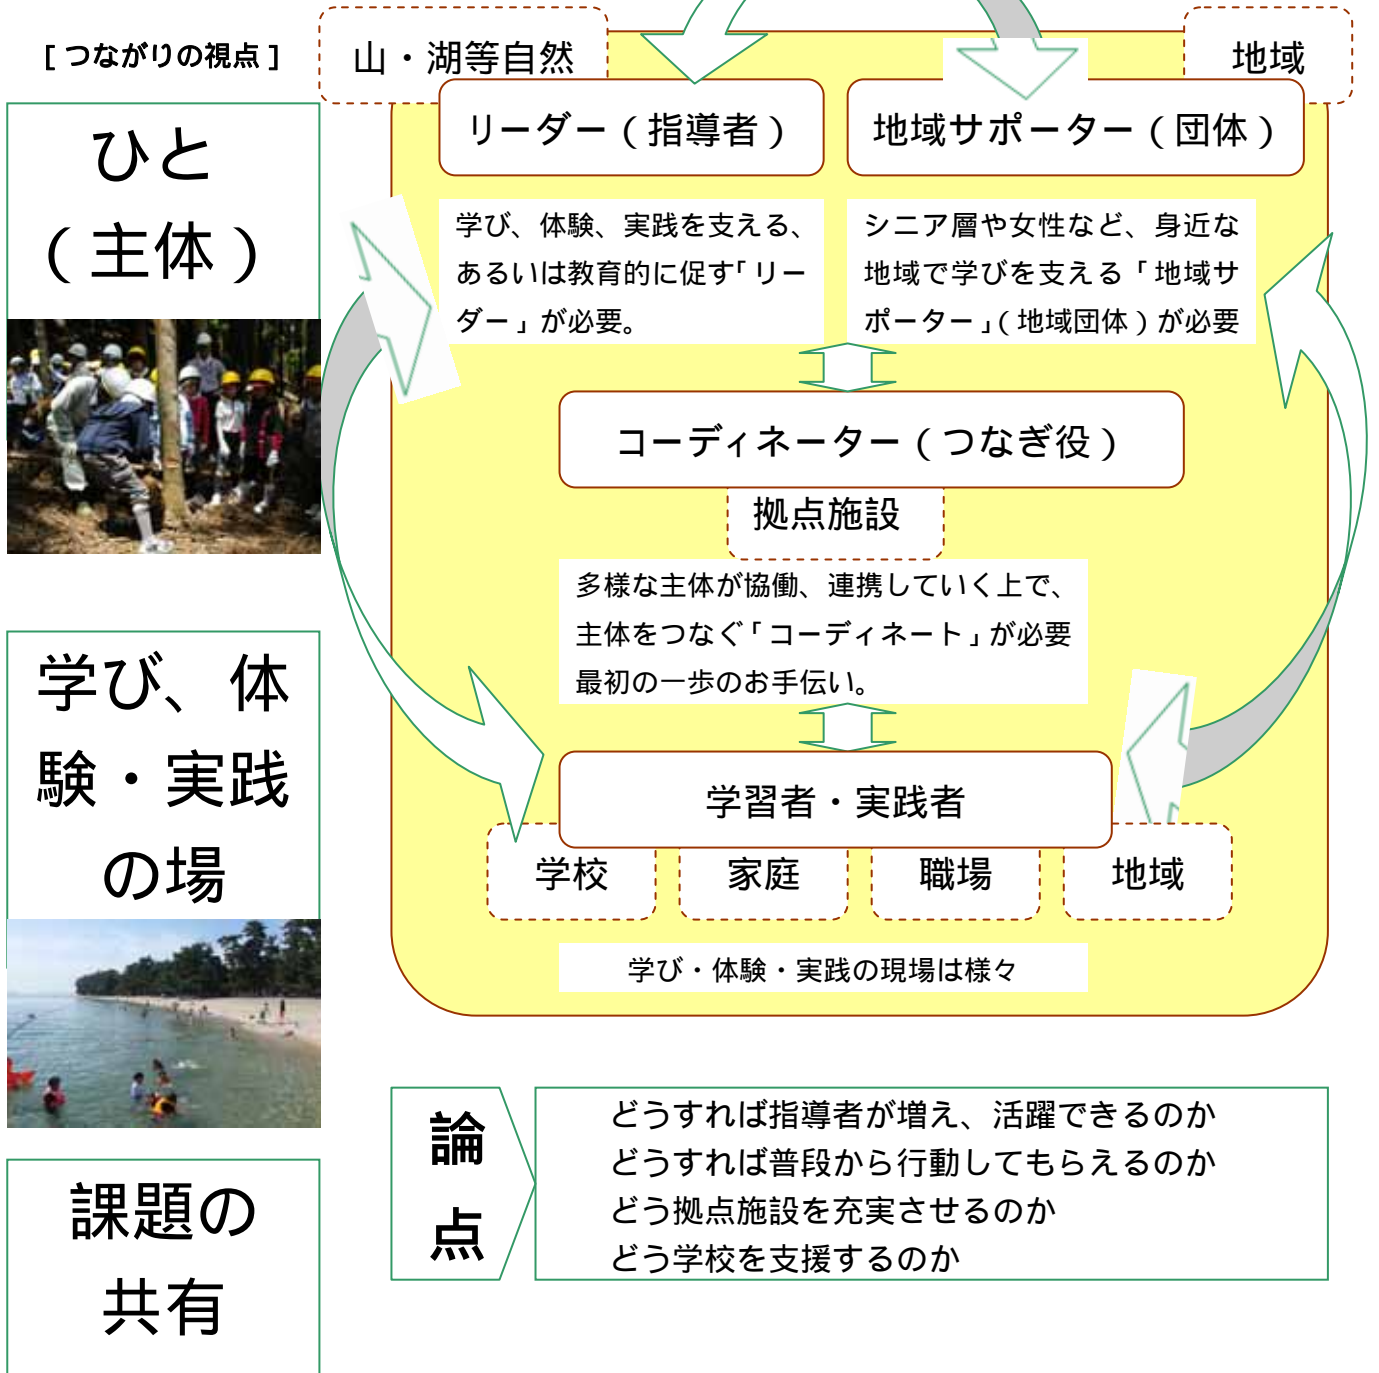 [つながりの視点]
ひと
(主体)
学び、体
験・実践
の場
課題の
共有
山・湖等自然
地域
リーダー(指導者)
地域サポーター(団体)
学び、体験、実践を支える、
あるいは教育的に促す「リー
ダー」が必要。
シニア層や女性など、身近な
地域で学びを支える「地域サ
ポーター」(地域団体)が必要
コーディネーター(つなぎ役)
拠点施設
多様な主体が協働、連携していく上で、
主体をつなぐ「コーディネート」が必要
最初の一歩のお手伝い。
学習者・実践者
学校
家庭
職場
地域
学び・体験・実践の現場は様々
論
点
どうすれば指導者が増え、活躍できるのか
どうすれば普段から行動してもらえるのか
どう拠点施設を充実させるのか
どう学校を支援するのか